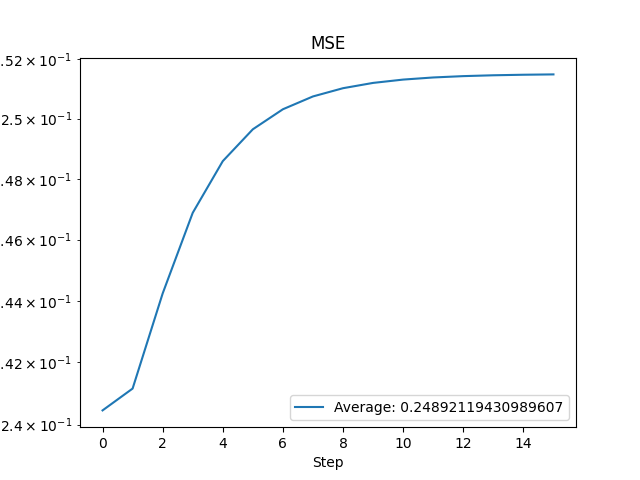 MSE
.52 × 10⁻¹
2.5 × 10⁻¹
.48 × 10⁻¹
.46 × 10⁻¹
.44 × 10⁻¹
.42 × 10⁻¹
2.4 × 10⁻¹
Average: 0.24892119430989607
0 2 4 6 8 10 12 14
Step